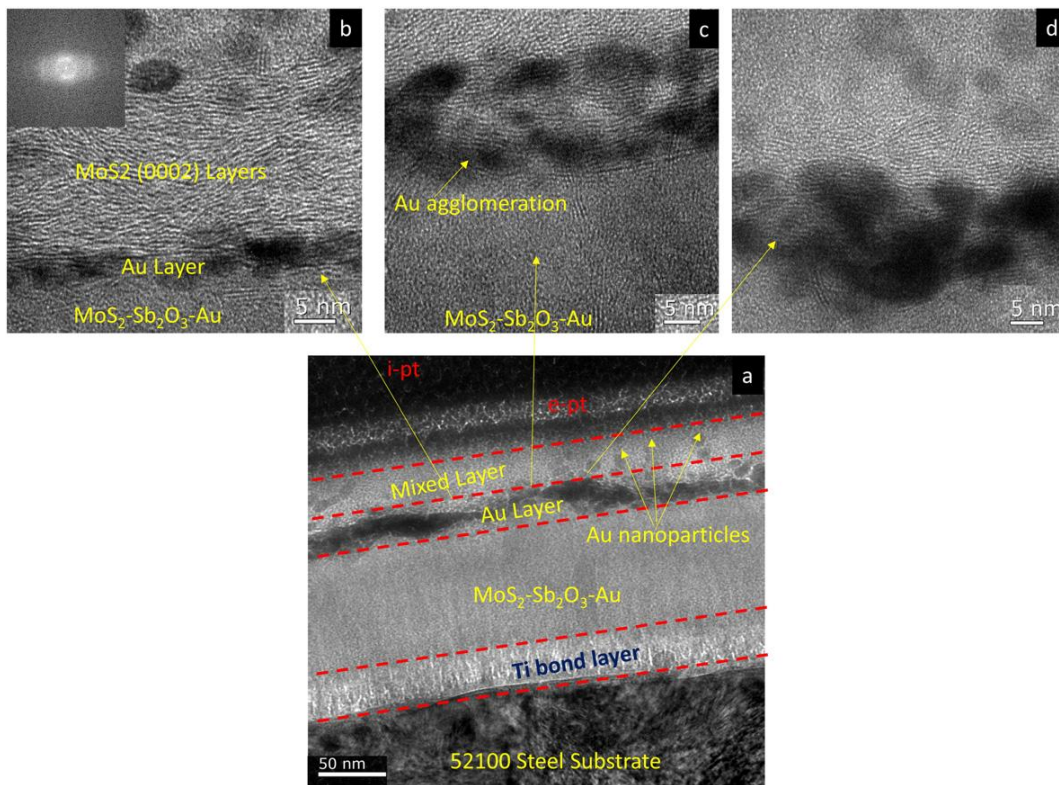 b
MoS2 (0002) Layers
Au Layer
MoS₂-Sb₂O₃-Au
5 nm
c
Au agglomeration
MoS₂-Sb₂O₃-Au
5 nm
d
5 nm
a
i-pt
e-pt
Mixed Layer
Au Layer
Au nanoparticles
MoS₂-Sb₂O₃-Au
Ti bond layer
52100 Steel Substrate
50 nm